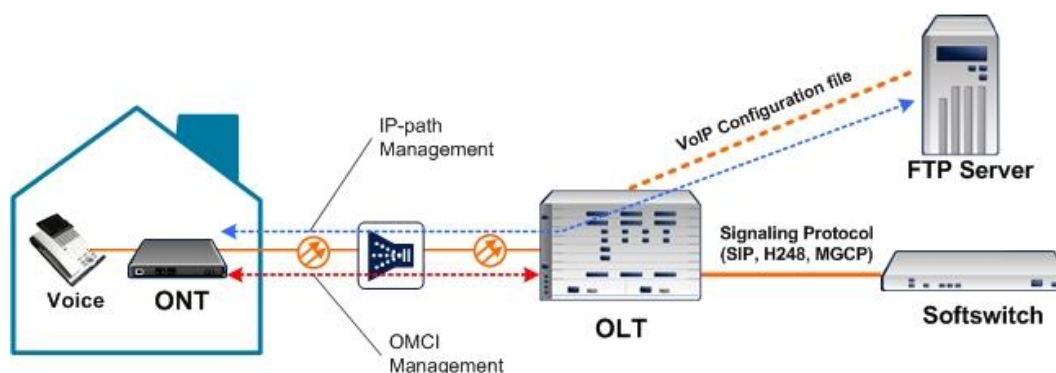 IP-path
Management
VoIP Configuration file
FTP Server
Signaling Protocol
(SIP, H248, MGCP)
Voice
ONT
OLT
Softswitch
OMCI
Management